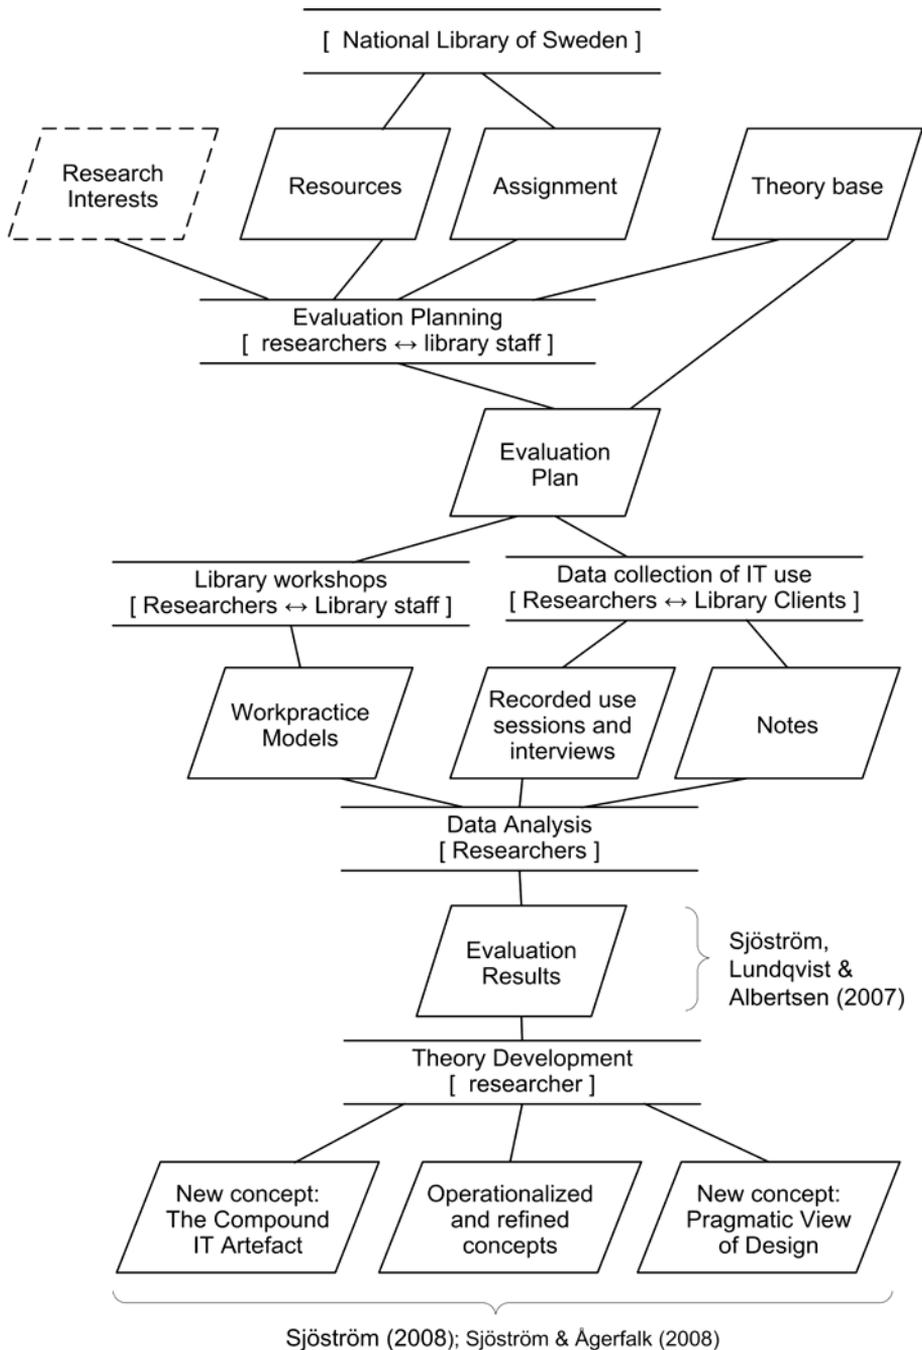 [ National Library of Sweden ]
Research
Interests
Resources
Assignment
Theory base
Evaluation Planning
[ researchers ↔ library staff ]
Evaluation
Plan
Library workshops
[ Researchers ↔ Library staff ]
Data collection of IT use
[ Researchers ↔ Library Clients ]
Workpractice
Models
Recorded use
sessions and
interviews
Notes
Data Analysis
[ Researchers ]
Evaluation
Results
Sjöström,
Lundqvist &
Albertsen (2007)
Theory Development
[ researcher ]
New concept:
The Compound
IT Artefact
Operationalized
and refined
concepts
New concept:
Pragmatic View
of Design
Sjöström (2008); Sjöström & Ågerfalk (2008)